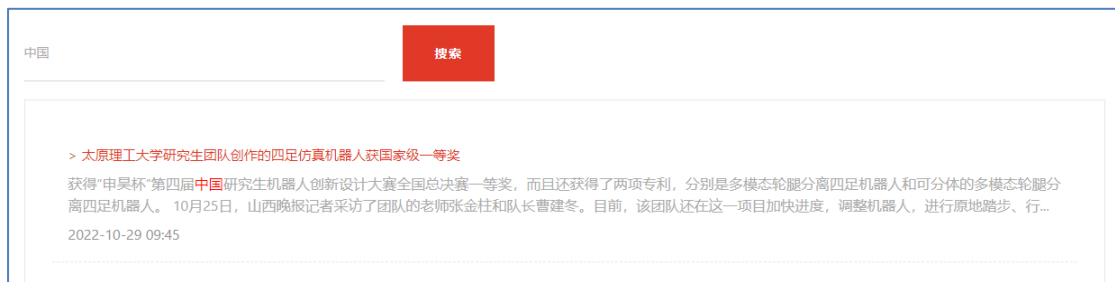 中国
搜索
> 太原理工大学研究生团队创作的四足仿真机器人获国家级一等奖
获得“申昊杯”第四届中国研究生机器人创新设计大赛全国总决赛一等奖，而且还获得了两项专利，分别是多模态轮腿分离四足机器人和可分体的多模态轮腿分
离四足机器人。 10月25日，山西晚报记者采访了团队的老师张金柱和队长曹建冬。目前，该团队还在这一项目加快进度，调整机器人，进行原地踏步、行...
2022-10-29 09:45